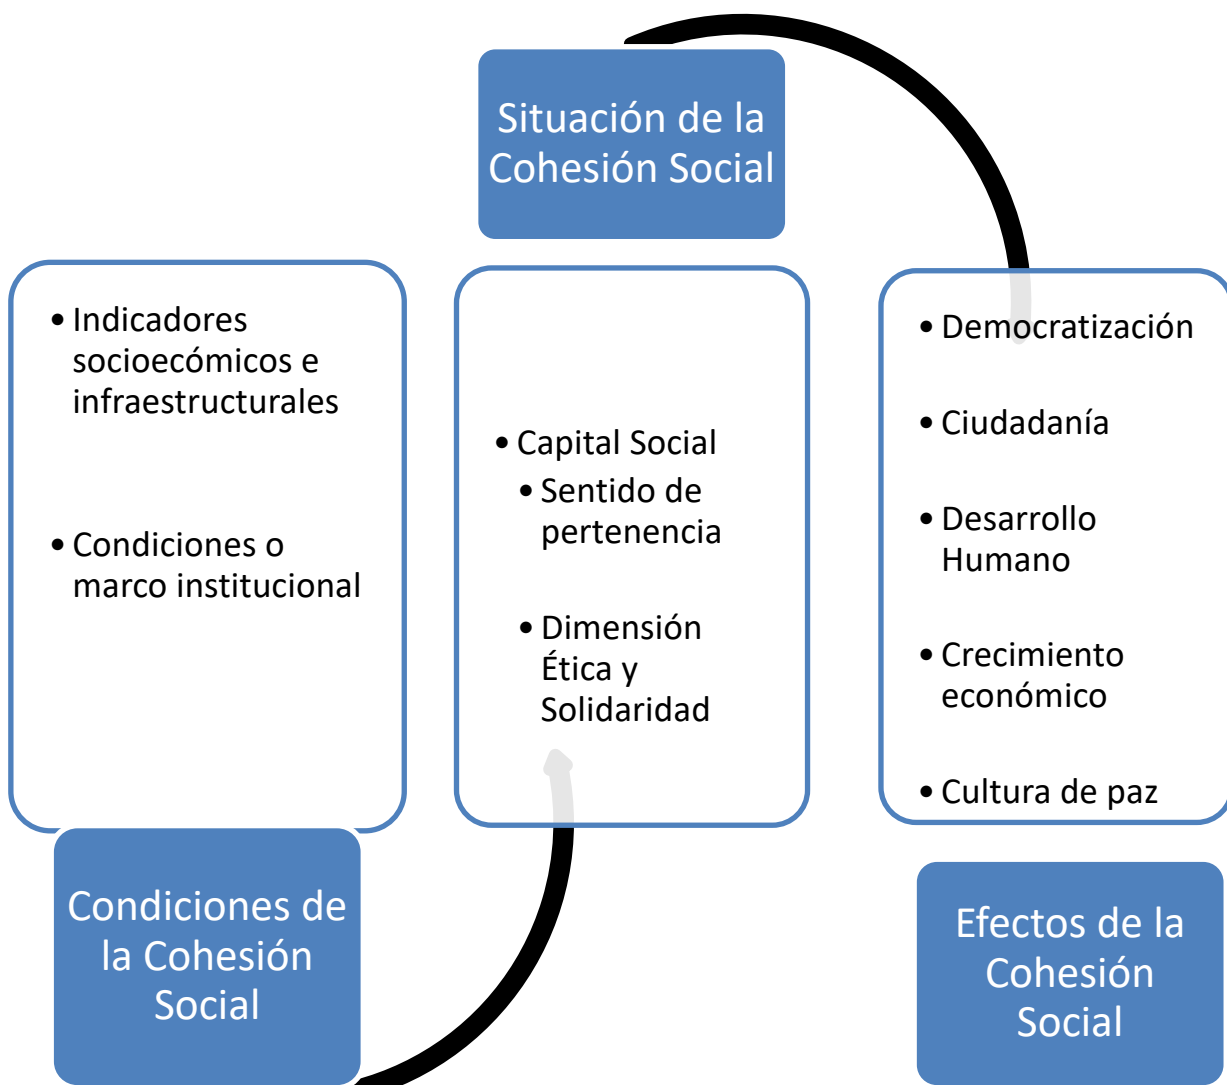 Situación de la
Cohesión Social
• Indicadores
socioecómicos e
infraestructurales
• Condiciones o
marco institucional
Condiciones de
la Cohesión
Social
• Capital Social
• Sentido de
pertenencia
• Dimensión
Ética y
Solidaridad
• Democratización
• Ciudadanía
• Desarrollo
Humano
• Crecimiento
económico
• Cultura de paz
Efectos de la
Cohesión
Social